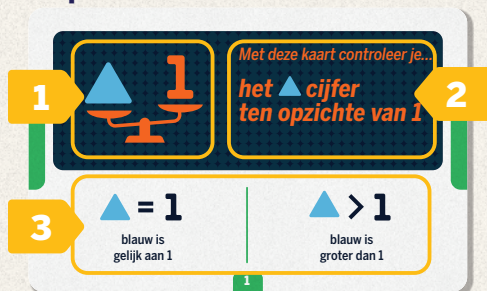 1
1
Met deze kaart controleer je...
het cijfer
ten opzichte van 1
2
3
= 1
> 1
blauw is
gelijk aan 1
blauw is
groter dan 1
1